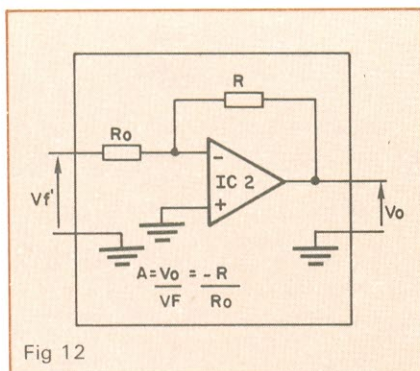 R
Ro
-
IC 2
+
Vf'
Vo
A=Vo = -R
VF Ro
Fig 12